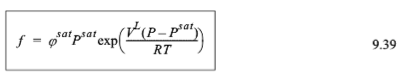 f = φ^sat P^sat exp(V^L(P – P^sat)/RT) 9.39